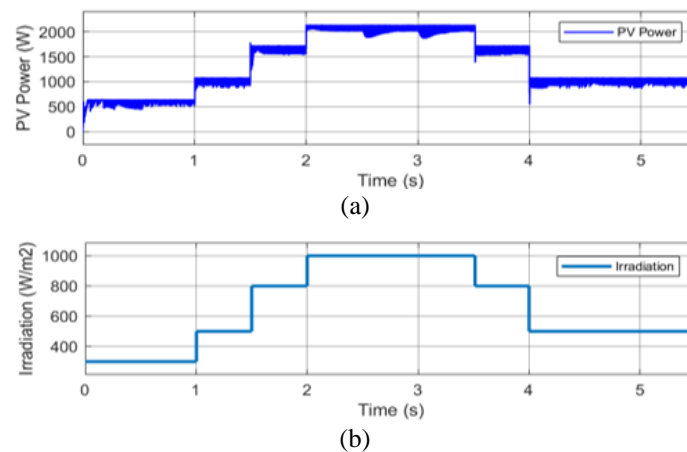 2000
1500
1000
500
0
PV Power (W)
PV Power
0 1 2 3 4 5
Time (s)
(a)
1000
800
600
400
Irradiation (W/m2)
Irradiation
0 1 2 3 4 5
Time (s)
(b)